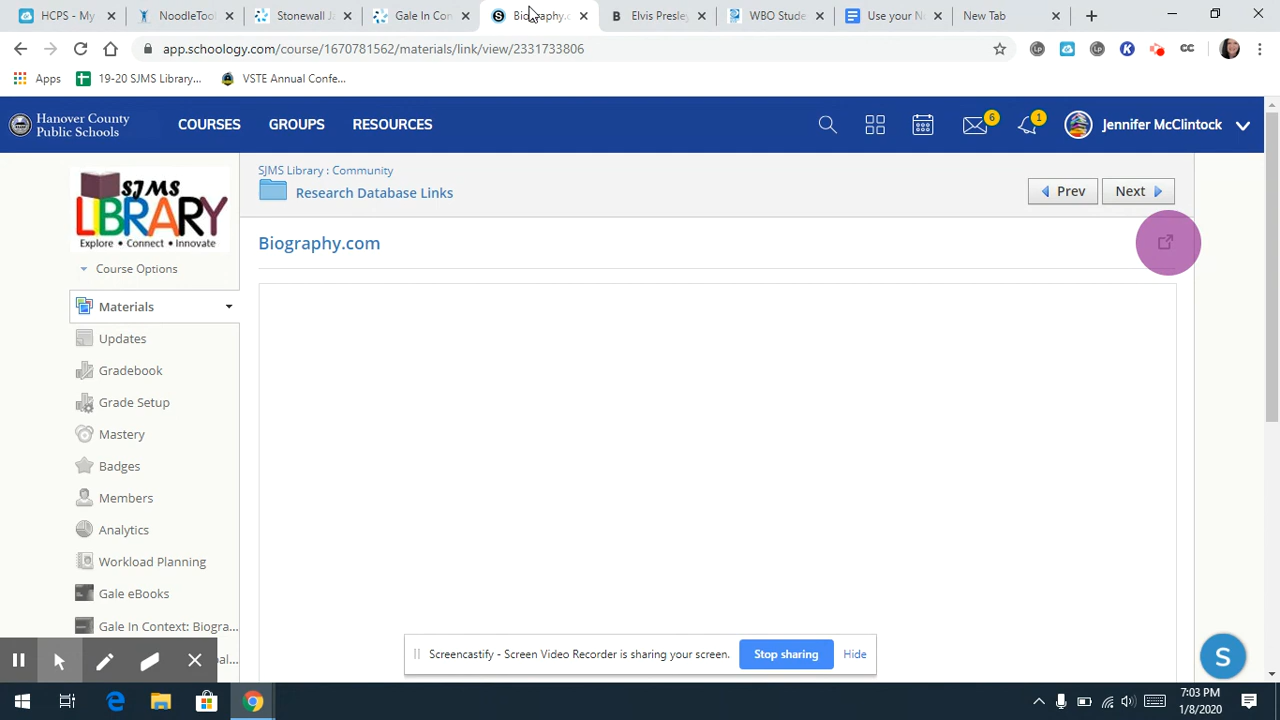 HCPS - My
NoodleToo
Stonewall Ja
Gale In Con
Biography.c
Elvis Presley
WBO Stude
Use your N
New Tab
app.schoology.com/course/1670781562/materials/link/view/2331733806
Apps
19-20 SJMS Library...
VSTE Annual Confe...
Hanover County
Public Schools
COURSES
GROUPS
RESOURCES
6
1
Jennifer McClintock
SJMS
LIBRARY
Explore • Connect • Innovate
SJMS Library : Community
Research Database Links
Prev
Next
Biography.com
Course Options
Materials
Updates
Gradebook
Grade Setup
Mastery
Badges
Members
Analytics
Workload Planning
Gale eBooks
Gale In Context: Biogra...
Screencastify - Screen Video Recorder is sharing your screen.
Stop sharing
Hide
S
7:03 PM
1/8/2020